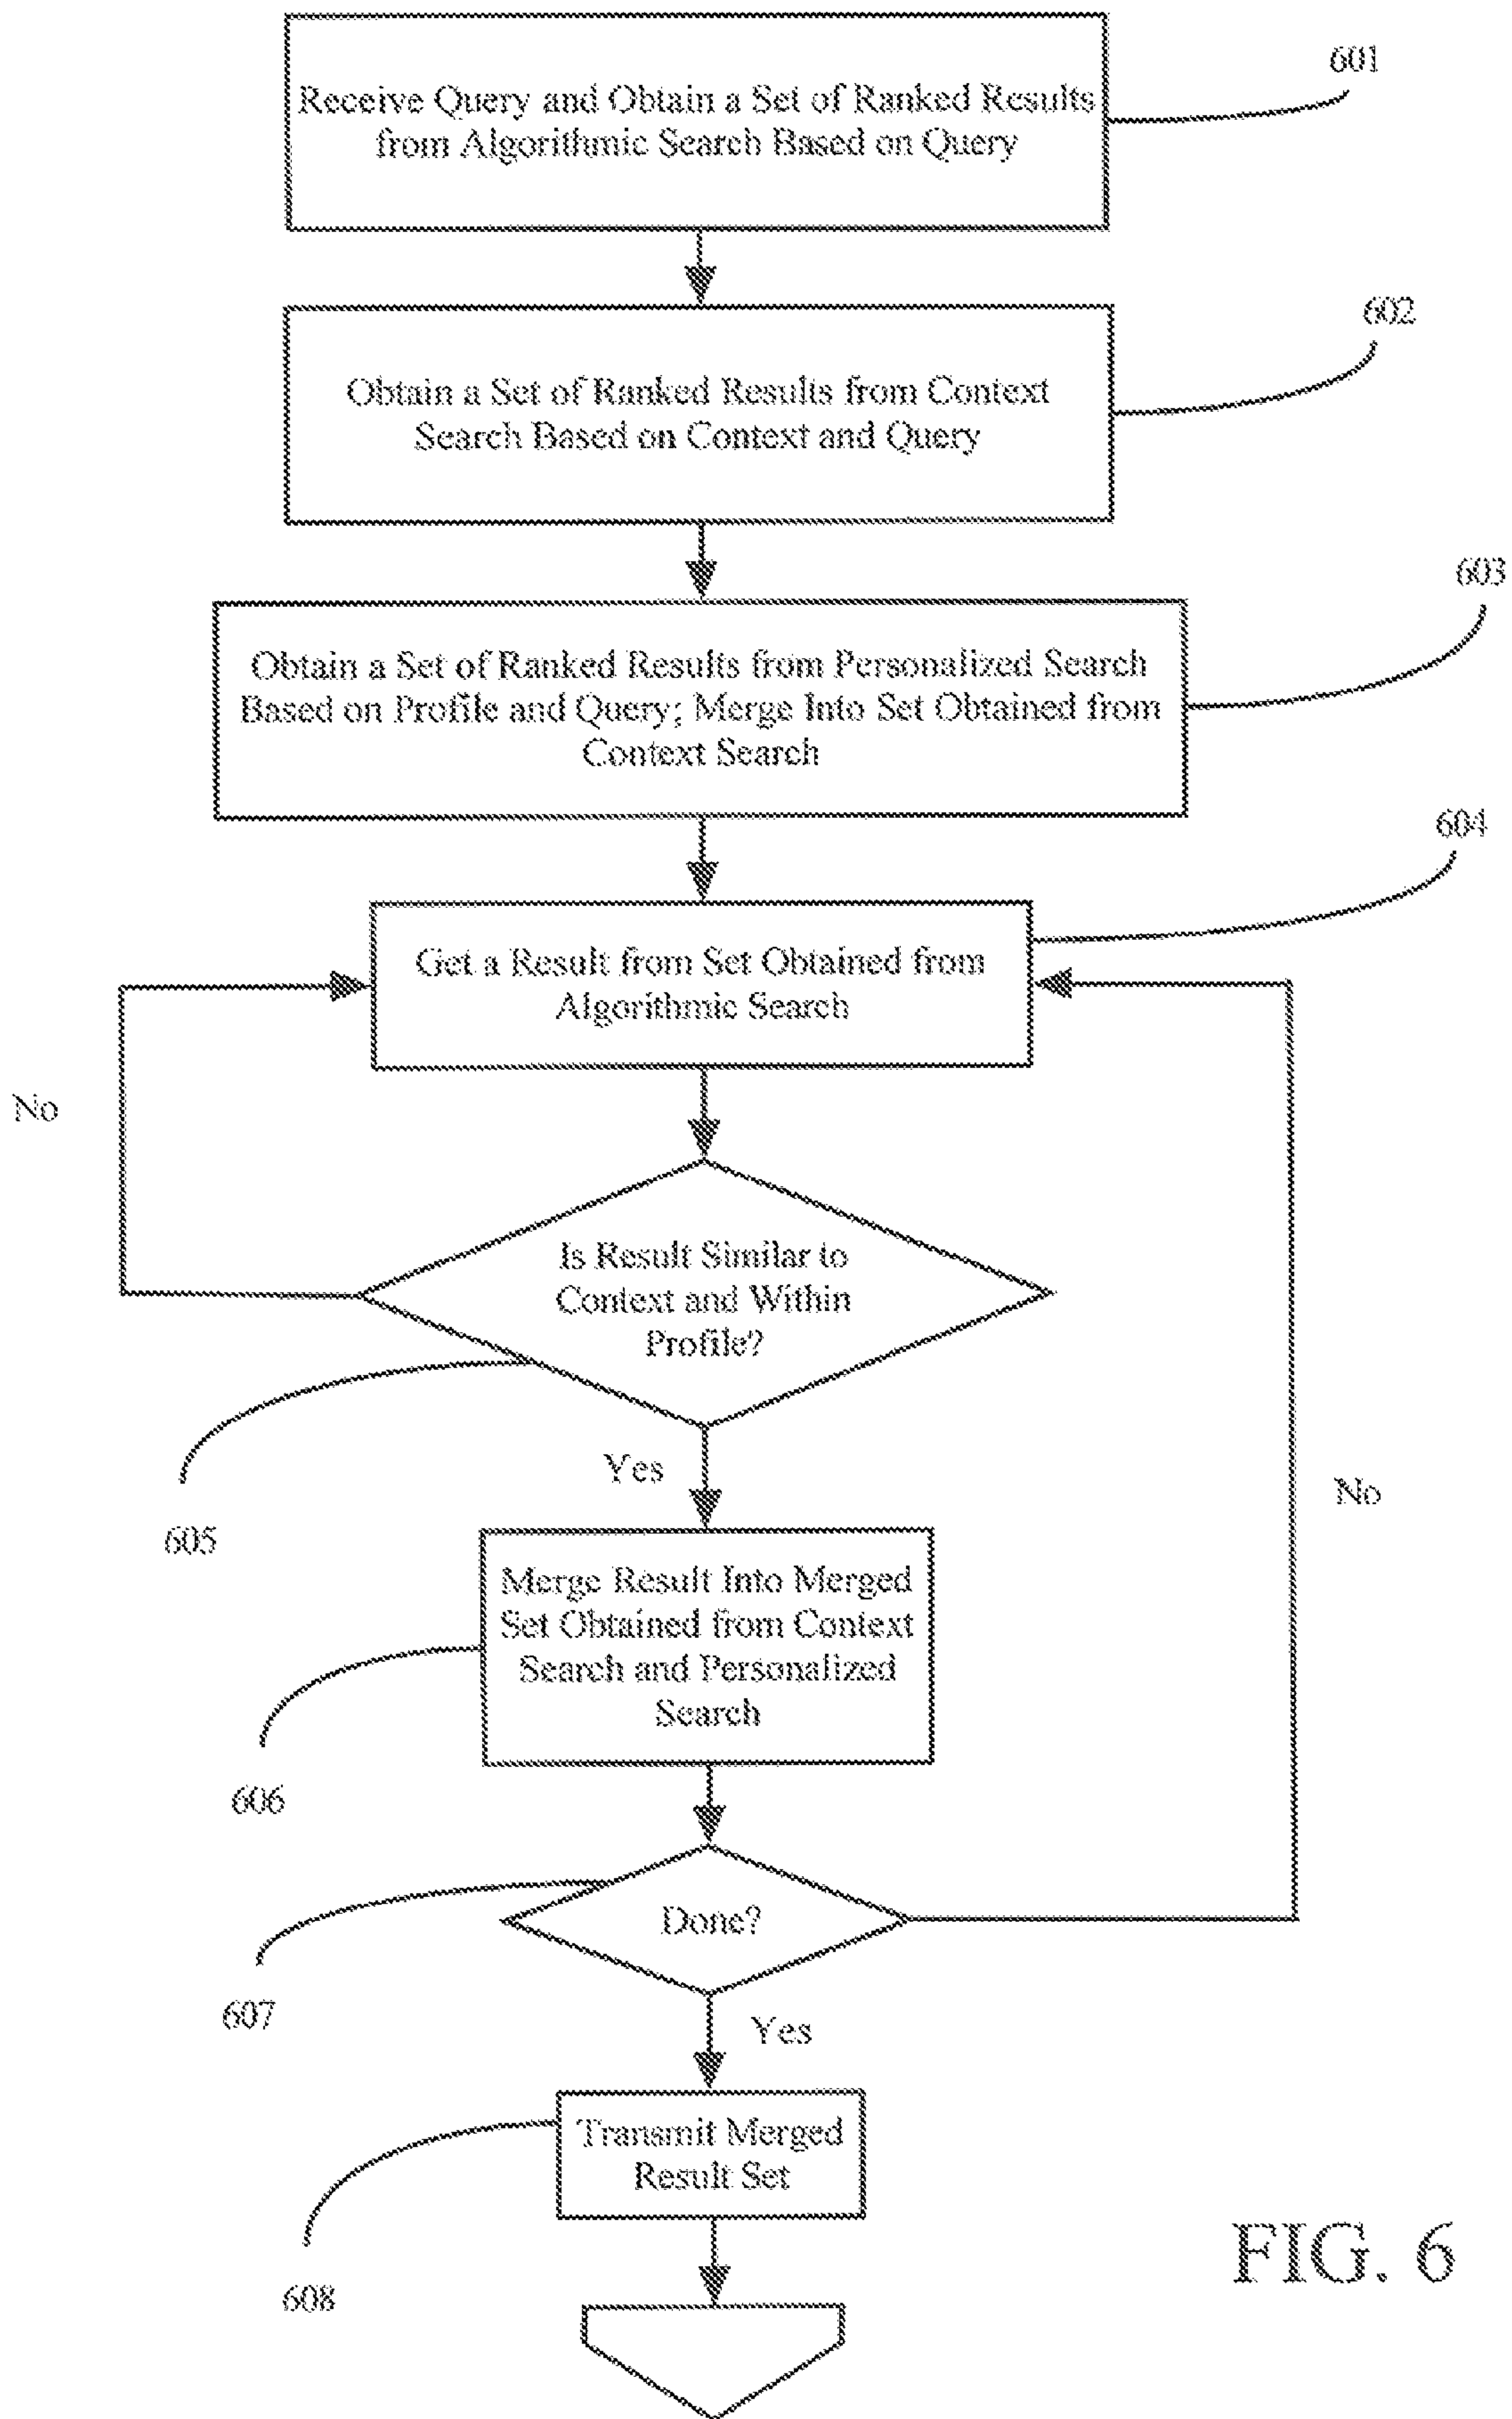 601
Receive Query and Obtain a Set of Ranked Results
from Algorithmic Search Based on Query
602
Obtain a Set of Ranked Results from Context
Search Based on Context and Query
603
Obtain a Set of Ranked Results from Personalized Search
Based on Profile and Query; Merge Into Set Obtained from
Context Search
604
Get a Result from Set Obtained from
Algorithmic Search
No
Is Result Similar to
Context and Within
Profile?
Yes
No
605
Merge Result Into Merged
Set Obtained from Context
Search and Personalized
Search
606
Done?
607
Yes
Transmit Merged
Result Set
608
FIG. 6